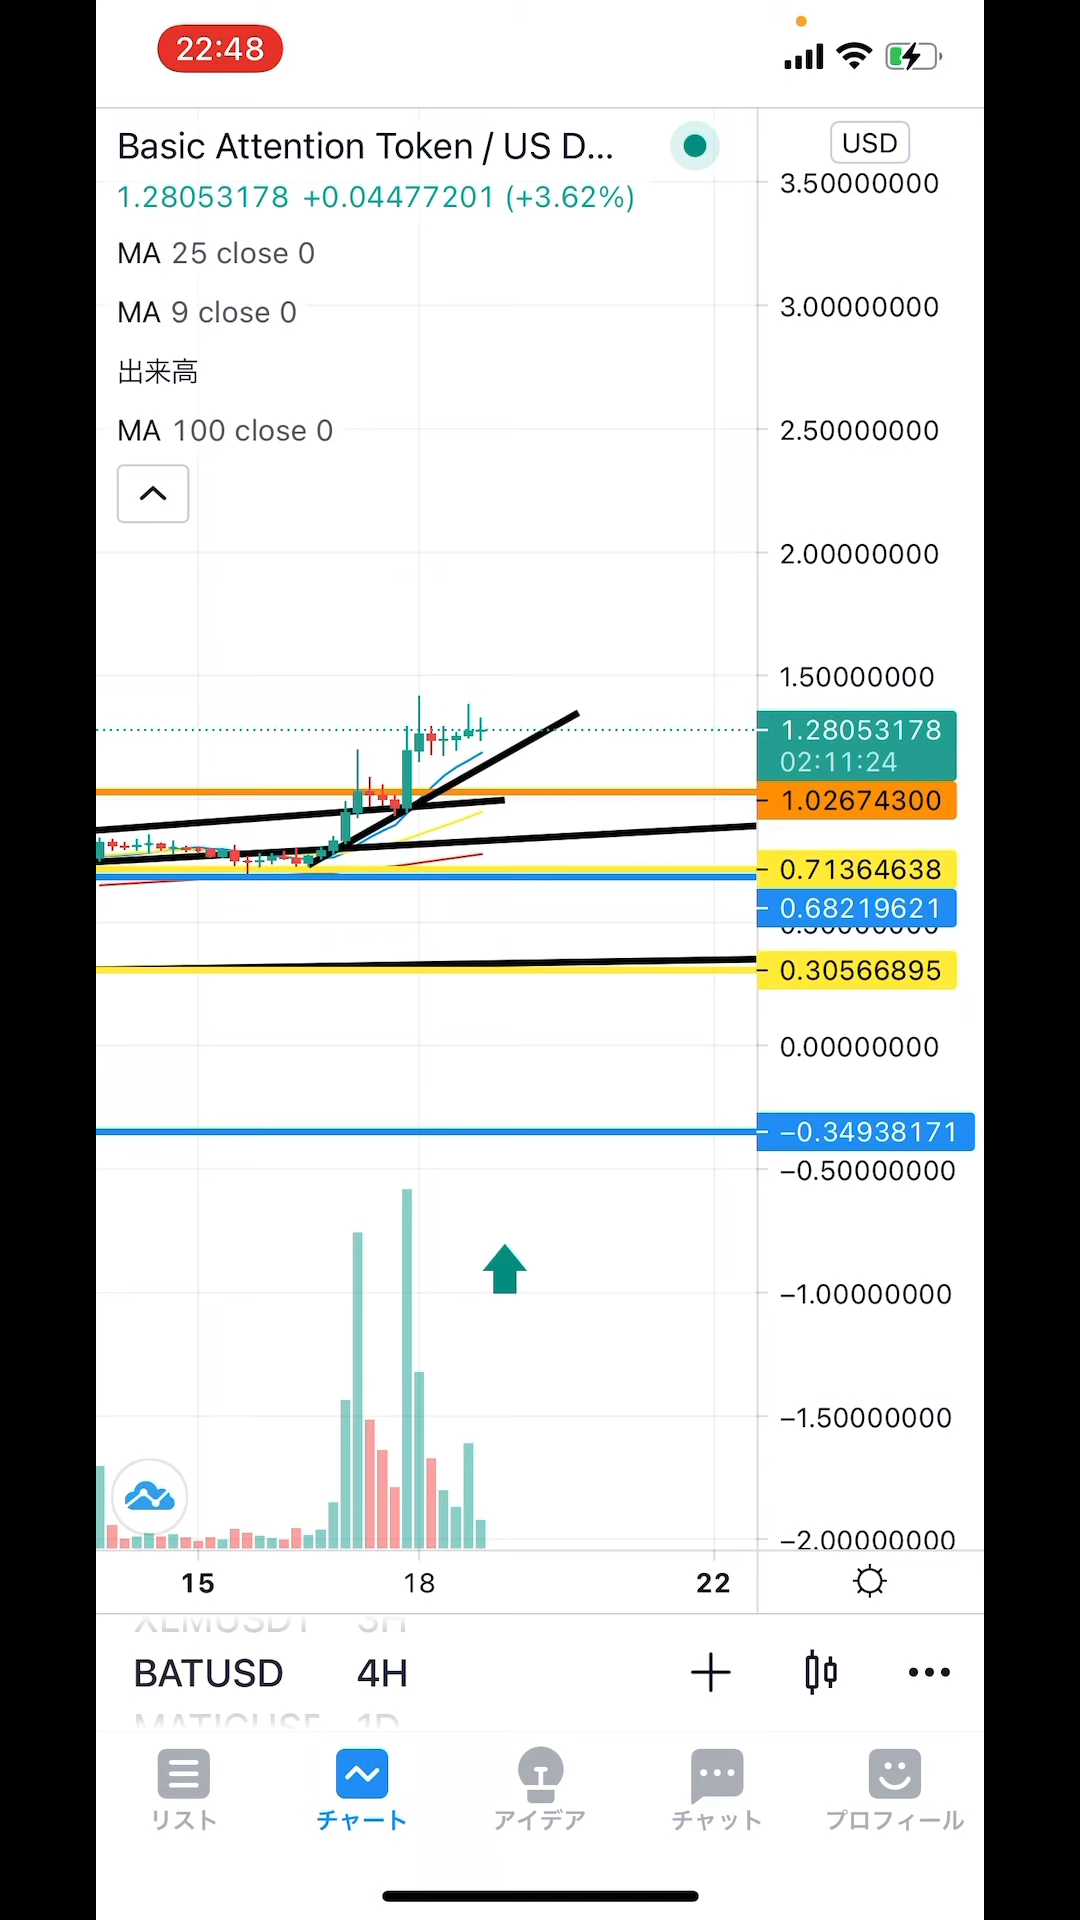 22:48
Basic Attention Token / US D...
USD
1.28053178 +0.04477201 (+3.62%)
MA 25 close 0
MA 9 close 0
出来高
MA 100 close 0
3.50000000
3.00000000
2.50000000
2.00000000
1.50000000
1.28053178
02:11:24
1.02674300
0.71364638
0.68219621
0.30566895
0.00000000
−0.34938171
−0.50000000
−1.00000000
−1.50000000
−2.00000000
15 18 22
BATUSD 4H
リスト チャート アイデア チャット プロフィール